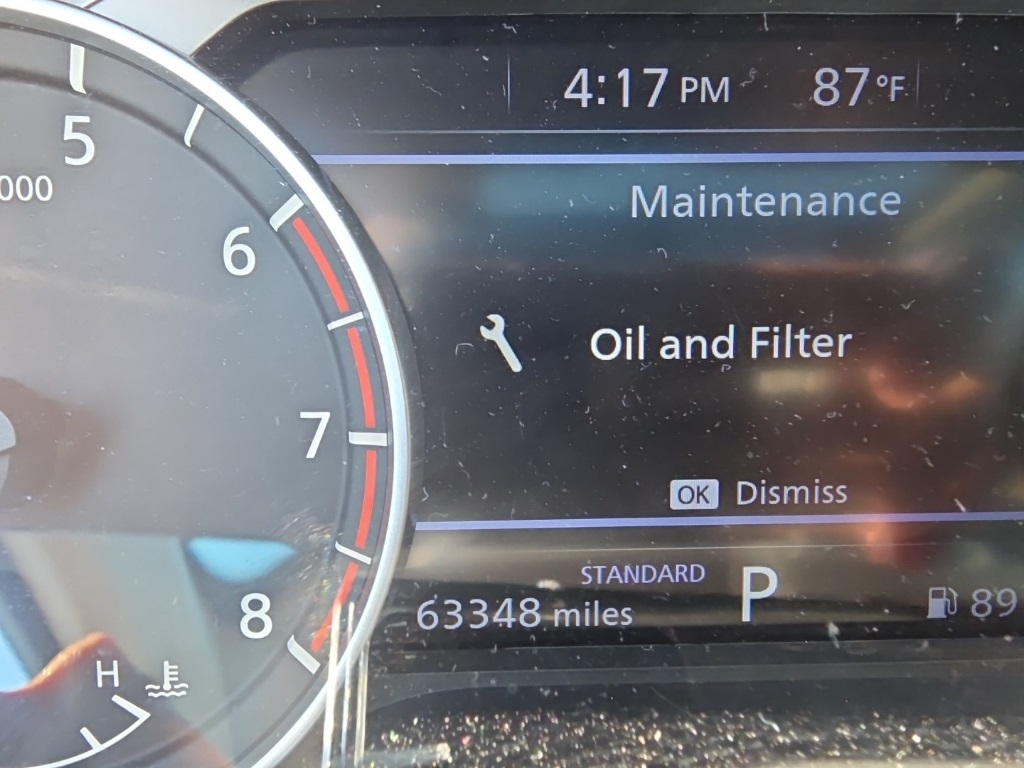 4:17 PM 87°F
5
000
Maintenance
6
Oil and Filter
7
OK Dismiss
STANDARD
P
63348 miles
89
8
H